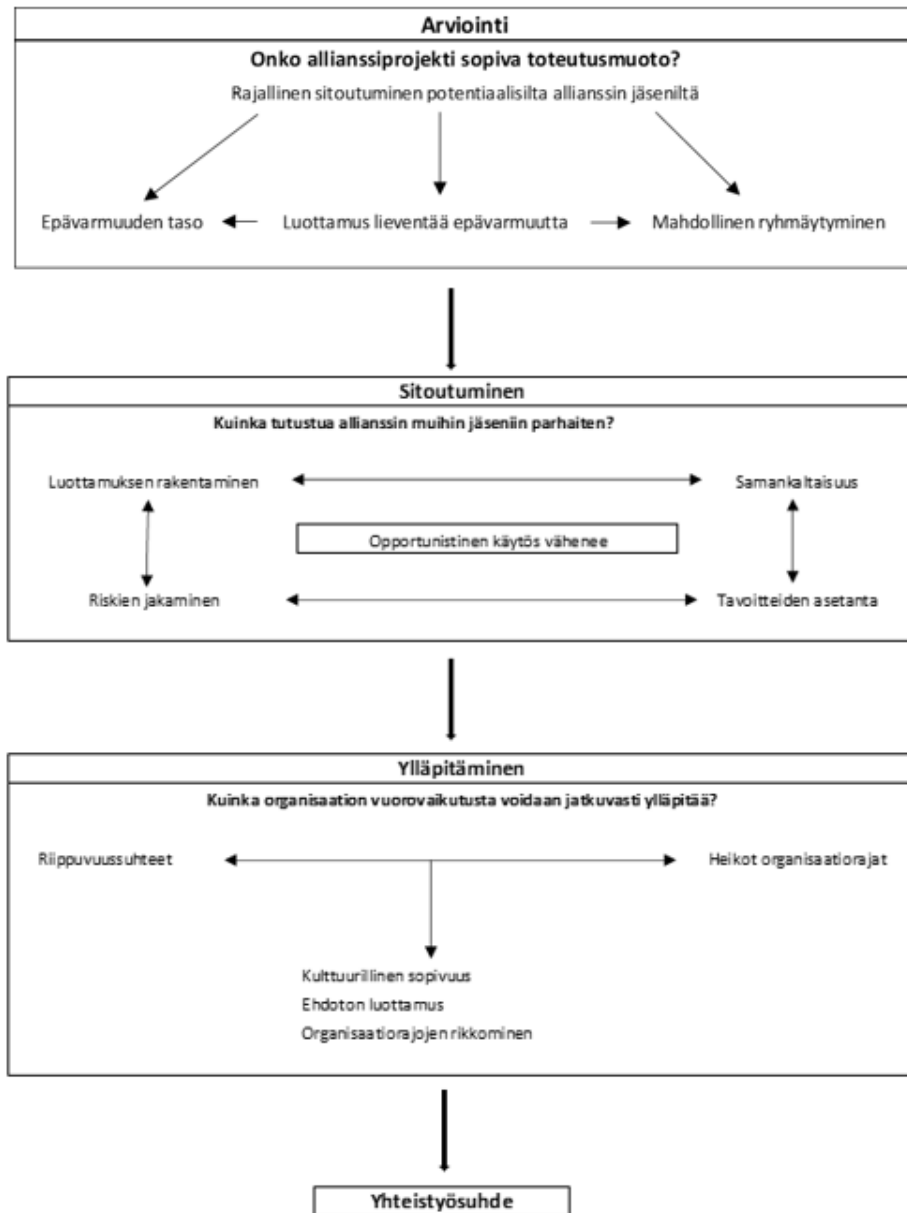 Arviointi
Onko allianssiprojekti sopiva toteutusmuoto?
Rajallinen sitoutuminen potentiaalisilta allianssin jäseniltä
Epävarmuuden taso
Luottamus lieventää epävarmuutta
Mahdollinen ryhmäytyminen
Sitoutuminen
Kuinka tutustua allianssin muihin jäseniin parhaiten?
Luottamuksen rakentaminen
Samankaltaisuus
Opportunistinen käytös vähenee
Riskien jakaminen
Tavoitteiden asetanta
Ylläpitäminen
Kuinka organisaation vuorovaikutusta voidaan jatkuvasti ylläpitää?
Riippuvuussuhteet
Heikot organisaatiorajat
Kulttuurillinen sopivuus
Ehdoton luottamus
Organisaatiorajojen rikkominen
Yhteistyösuhde